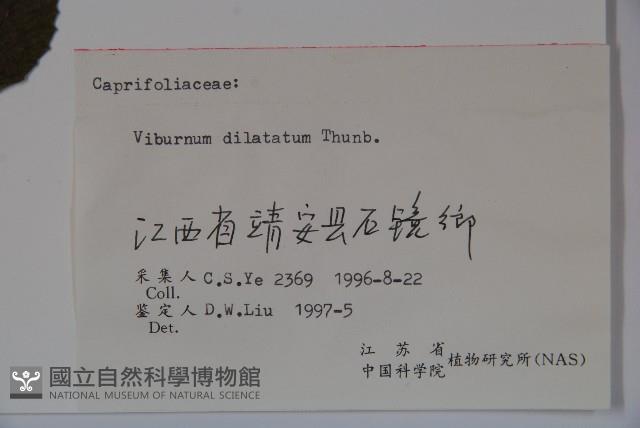 Caprifoliaceae:
Viburnum dilatatum Thunb.
江西省靖安县石镜鄉
采集人 C.S.Ye 2369 1996-8-22
Coll.
鉴定人 D.W.Liu 1997-5
Det.
江苏省
中国科学院 植物研究所(NAS)
國立自然科學博物館
NATIONAL MUSEUM OF NATURAL SCIENCE